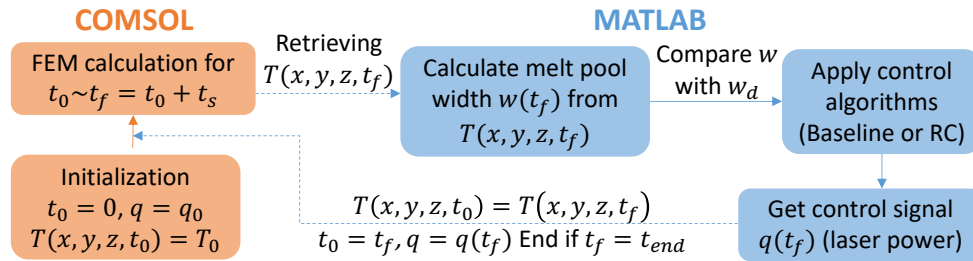 COMSOL
MATLAB
FEM calculation for
t₀~t_f = t₀ + t_s
Retrieving
T(x, y, z, t_f)
Calculate melt pool
width w(t_f) from
T(x, y, z, t_f)
Compare w
with w_d
Apply control
algorithms
(Baseline or RC)
Initialization
t₀ = 0, q = q₀
T(x, y, z, t₀) = T₀
T(x, y, z, t₀) = T(x, y, z, t_f)
t₀ = t_f, q = q(t_f) End if t_f = t_end
Get control signal
q(t_f) (laser power)